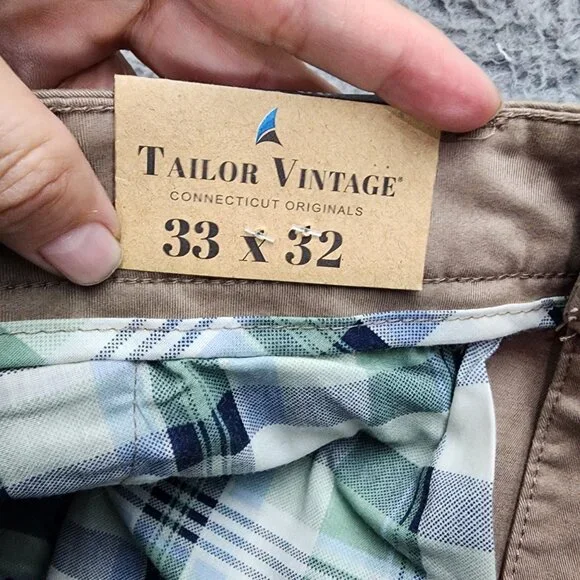 TAILOR VINTAGE®
CONNECTICUT ORIGINALS
33 x 32